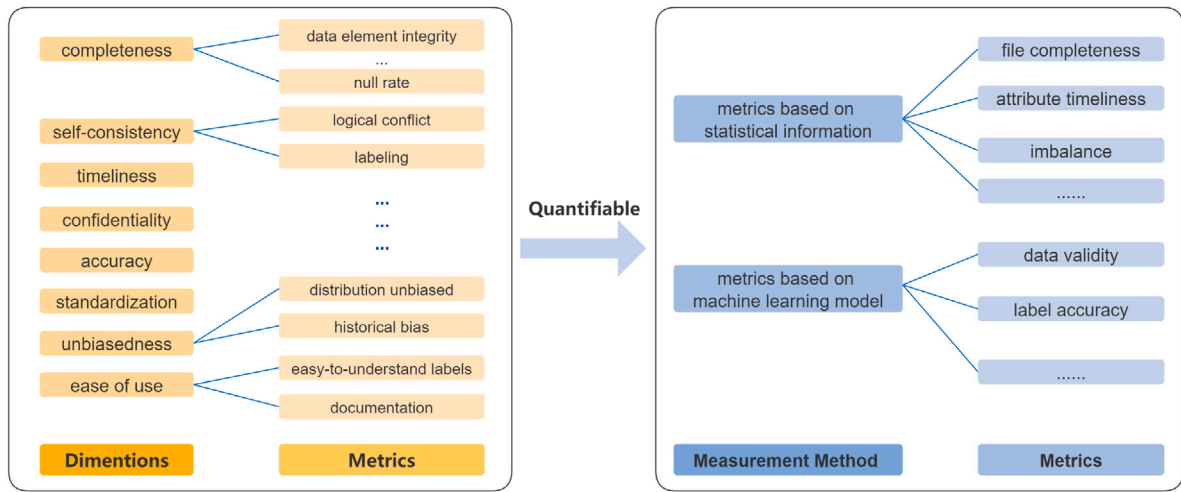 completeness
data element integrity
...
null rate
self-consistency
logical conflict
labeling
timeliness
confidentiality
accuracy
standardization
unbiasedness
ease of use
...
...
...
distribution unbiased
historical bias
easy-to-understand labels
documentation
Dimentions
Metrics
Quantifiable
metrics based on
statistical information
file completeness
attribute timeliness
imbalance
......
metrics based on
machine learning model
data validity
label accuracy
......
Measurement Method
Metrics